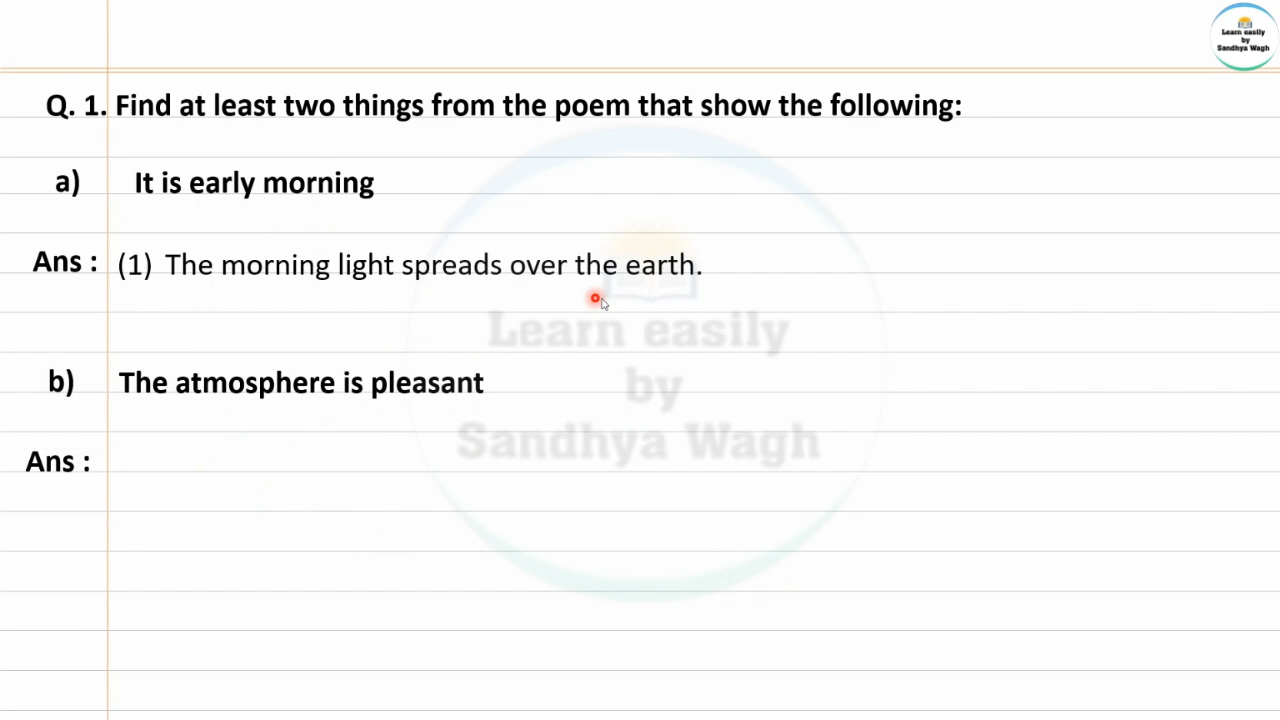 Learn easily
by
Sandhya Wagh
Q. 1. Find at least two things from the poem that show the following:
a) It is early morning
Ans : (1) The morning light spreads over the earth.
Learn easily
by
Sandhya Wagh
b) The atmosphere is pleasant
Ans :